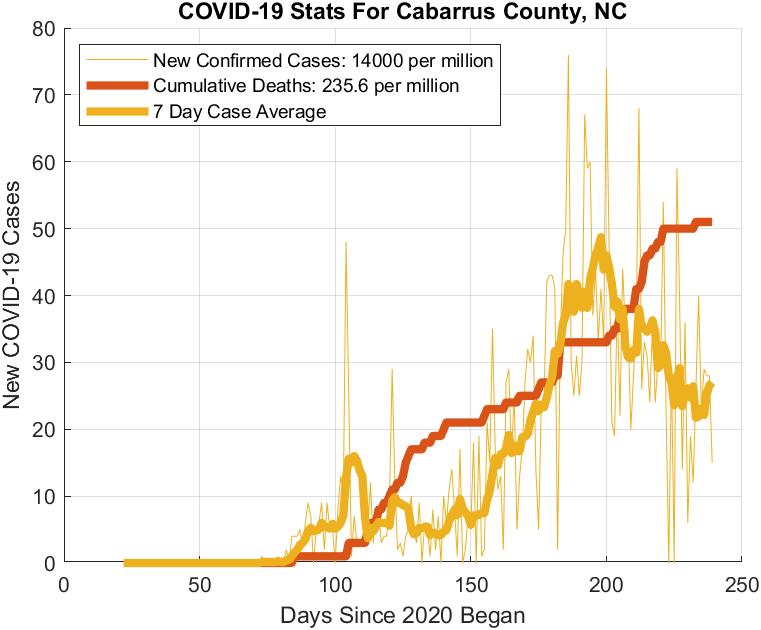 COVID-19 Stats For Cabarrus County, NC
80
70
60
50
40
30
20
10
0
New COVID-19 Cases
New Confirmed Cases: 14000 per million
Cumulative Deaths: 235.6 per million
7 Day Case Average
0 50 100 150 200 250
Days Since 2020 Began